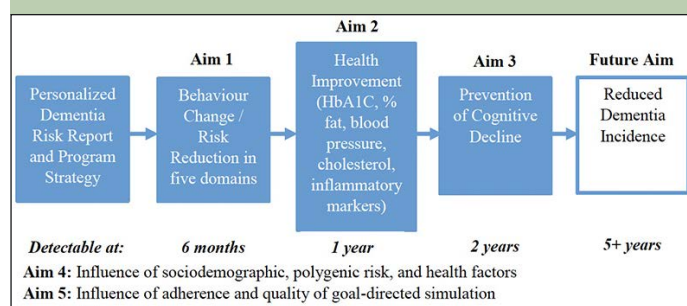 Aim 1
Aim 2
Aim 3
Future Aim
Personalized
Dementia
Risk Report
and Program
Strategy
Behaviour
Change /
Risk
Reduction in
five domains
Health
Improvement
(HbA1C, %
fat, blood
pressure,
cholesterol,
inflammatory
markers)
Prevention
of Cognitive
Decline
Reduced
Dementia
Incidence
Detectable at: 6 months 1 year 2 years 5+ years
Aim 4: Influence of sociodemographic, polygenic risk, and health factors
Aim 5: Influence of adherence and quality of goal-directed simulation